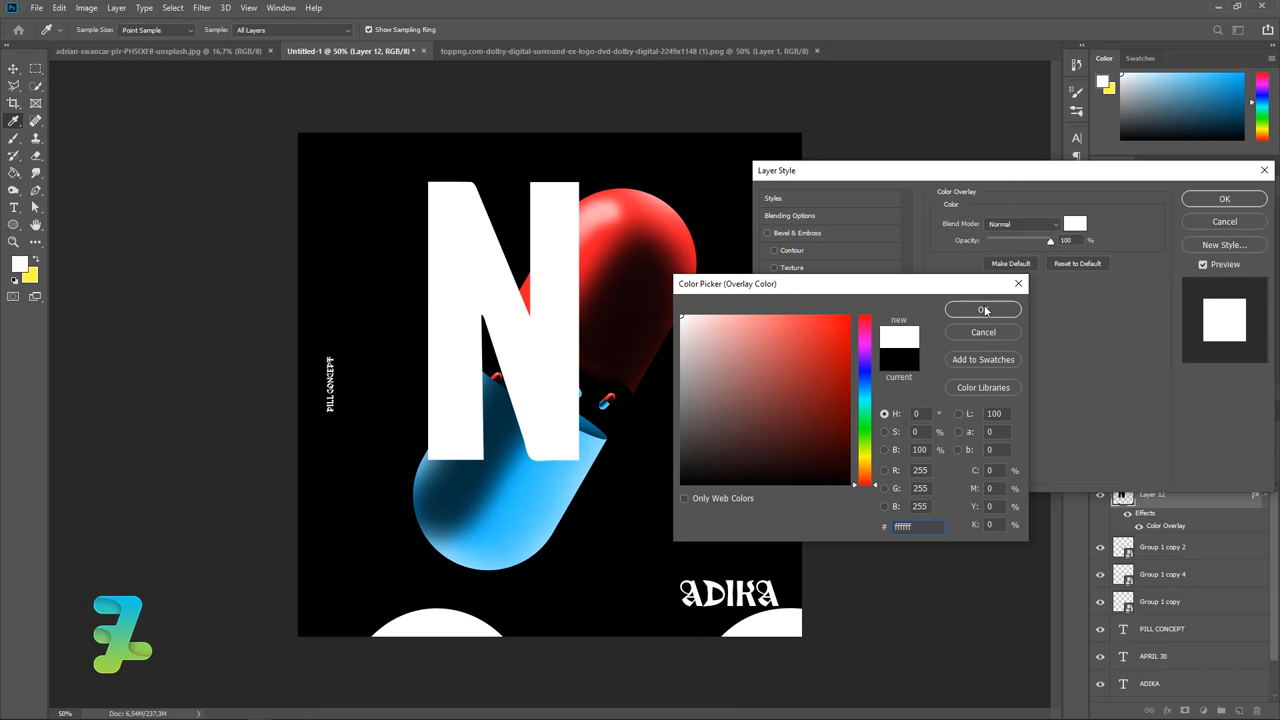 Ps File Edit Image Layer Type Select Filter 3D View Window Help
Sample Size: Point Sample Sample: All Layers Show Sampling Ring
adrian-swancar-plr-PH5IXF8-unsplash.jpg @ 16,7% (RGB/8) × Untitled-1 @ 50% (Layer 12, RGB/8) * × toppng.com-dolby-digital-surround-ex-logo-dvd-dolby-digital-2249x1148 (1).png @ 50% (Layer 1, RGB/8) ×
Color Swatches
Layer Style
Styles
Blending Options
Bevel & Emboss
Contour
Texture
Color Overlay
Color
Blend Mode: Normal
Opacity: 100 %
Make Default Reset to Default
OK
Cancel
New Style...
Preview
Color Picker (Overlay Color)
new
current
OK
Cancel
Add to Swatches
Color Libraries
H: 0 ° L: 100
S: 0 % a: 0
B: 100 % b: 0
R: 255 C: 0 %
G: 255 M: 0 %
B: 255 Y: 0 %
# ffffff K: 0 %
Only Web Colors
N
PILL CONCEPT
ADIKA
Layer 12 fx
Effects
Color Overlay
Group 1 copy 2
Group 1 copy 4
Group 1 copy
T PILL CONCEPT
T APRIL 30
T ADIKA
50% Doc: 6,54M/237,3M